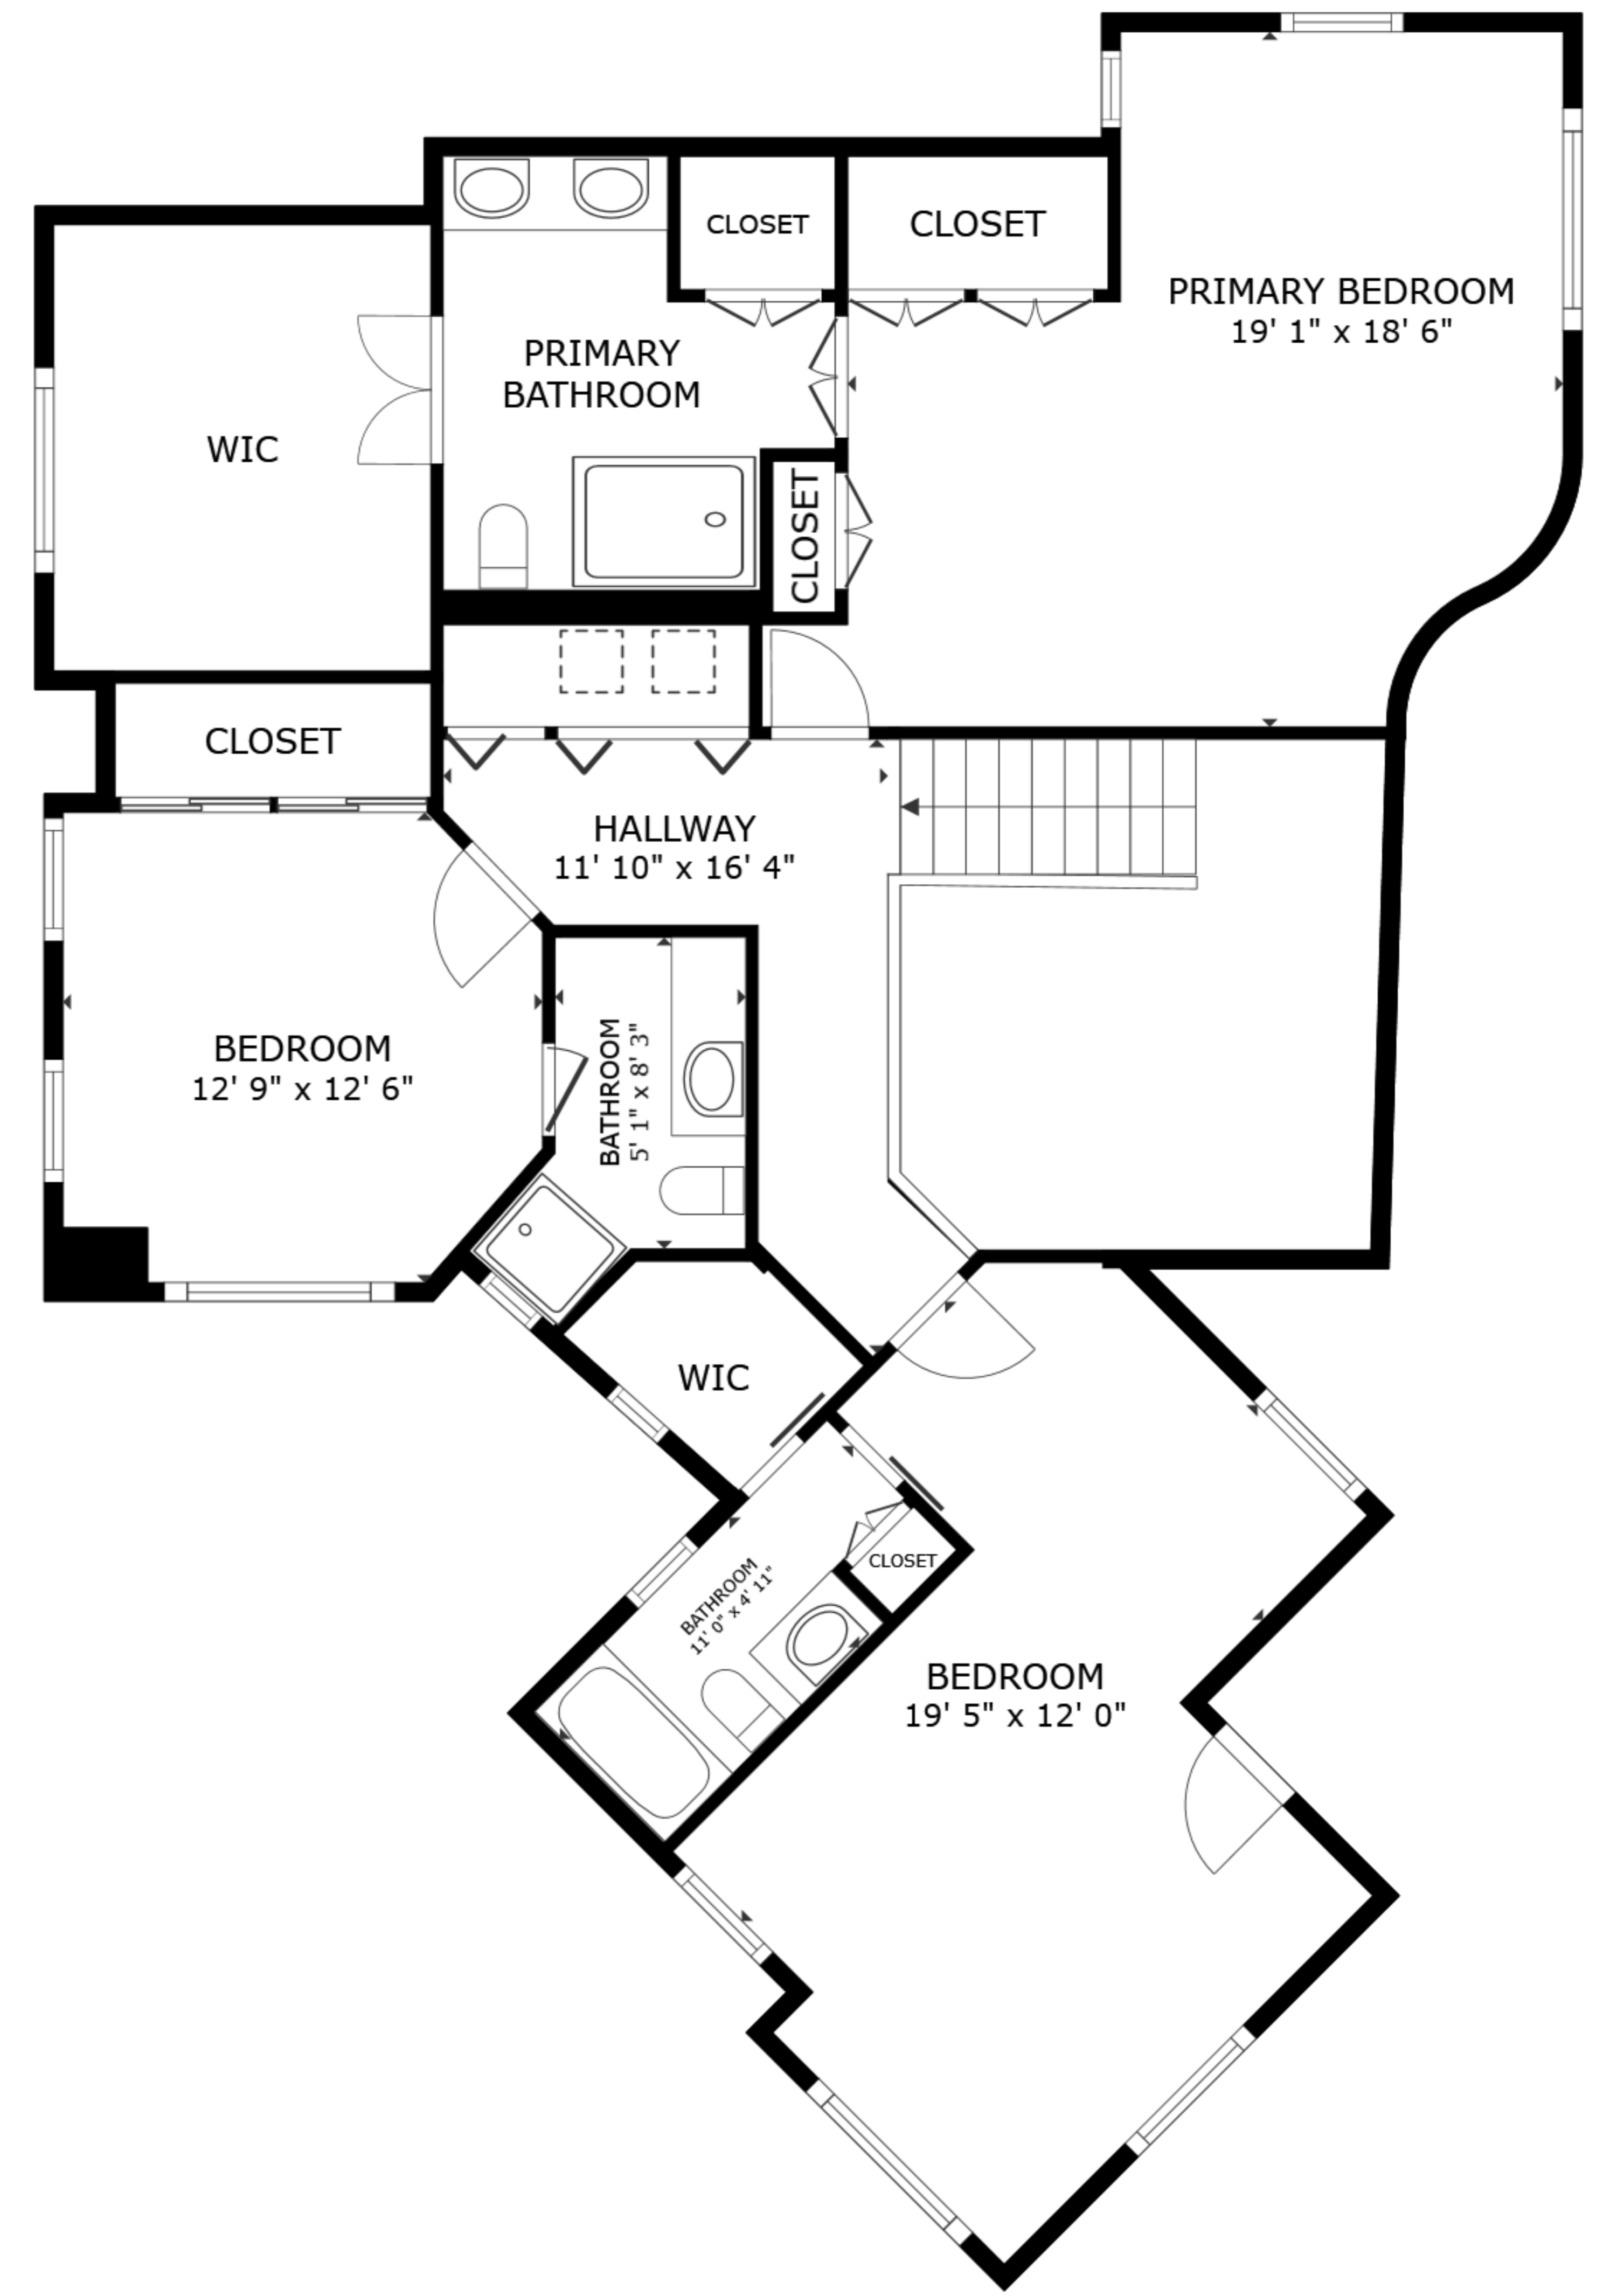 CLOSET
CLOSET
PRIMARY BEDROOM
19' 1" x 18' 6"
PRIMARY
BATHROOM
WIC
CLOSET
CLOSET
HALLWAY
11' 10" x 16' 4"
BEDROOM
12' 9" x 12' 6"
BATHROOM
5' 1" x 8' 3"
WIC
CLOSET
BATHROOM
11' 0" x 4' 11"
BEDROOM
19' 5" x 12' 0"